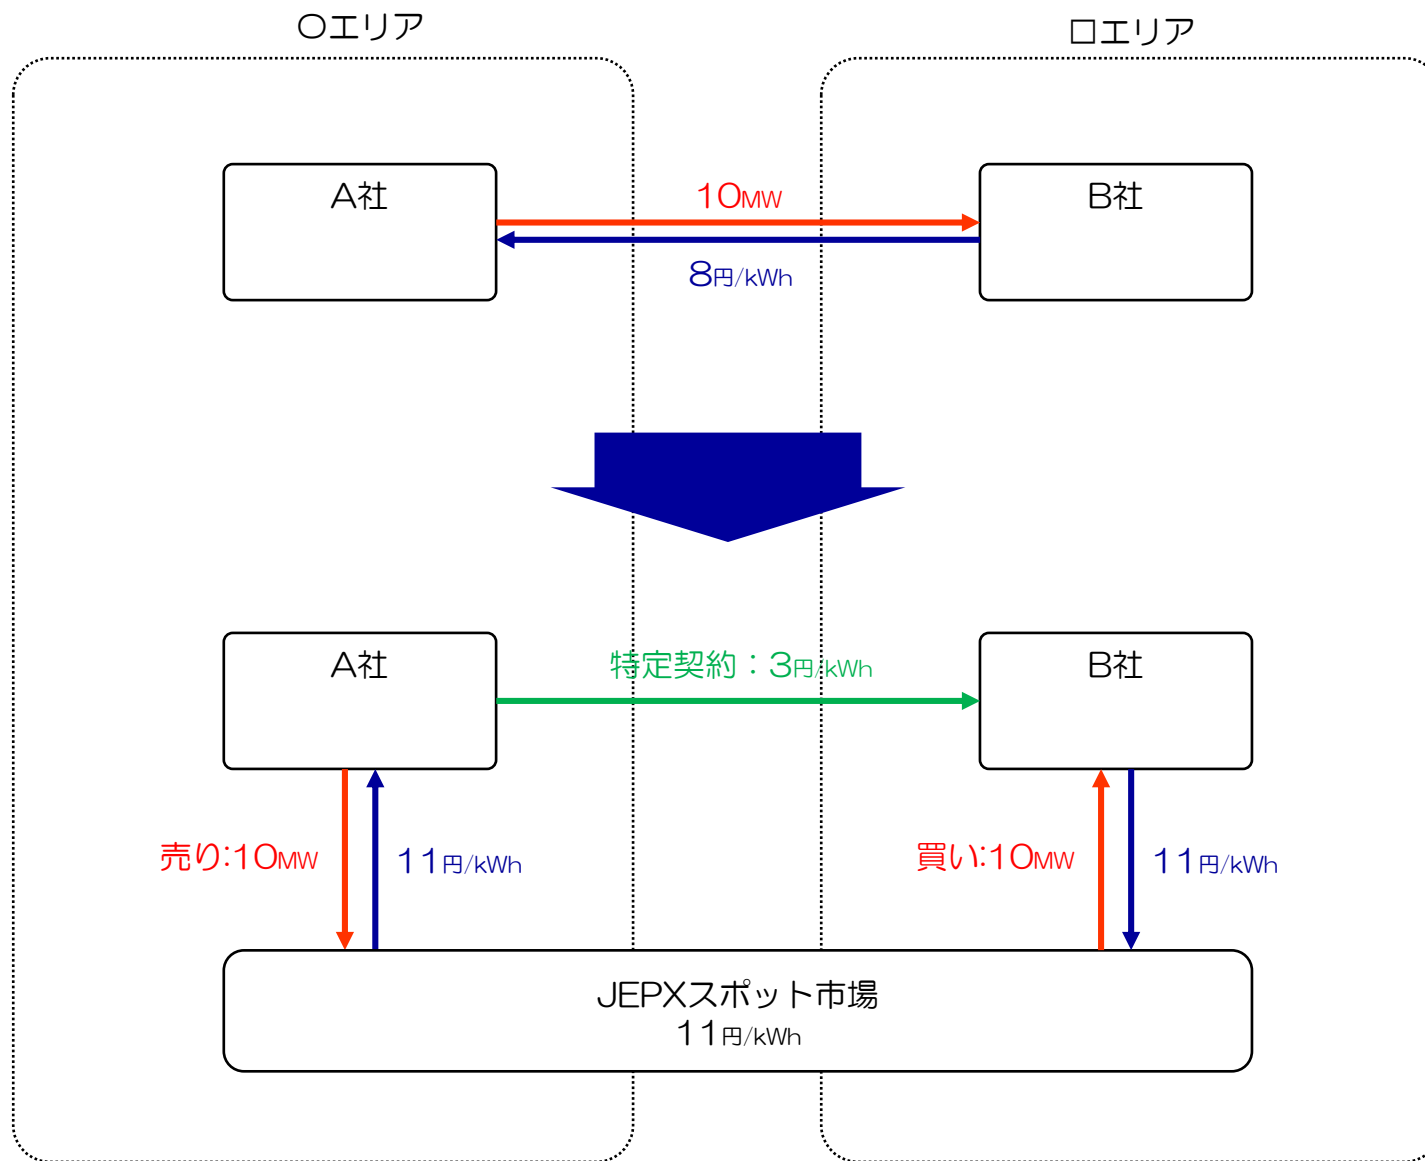 〇エリア
□エリア
A社
10MW
B社
8円/kWh
A社
特定契約：3円/kWh
B社
売り:10MW
11円/kWh
買い:10MW
11円/kWh
JEPXスポット市場
11円/kWh